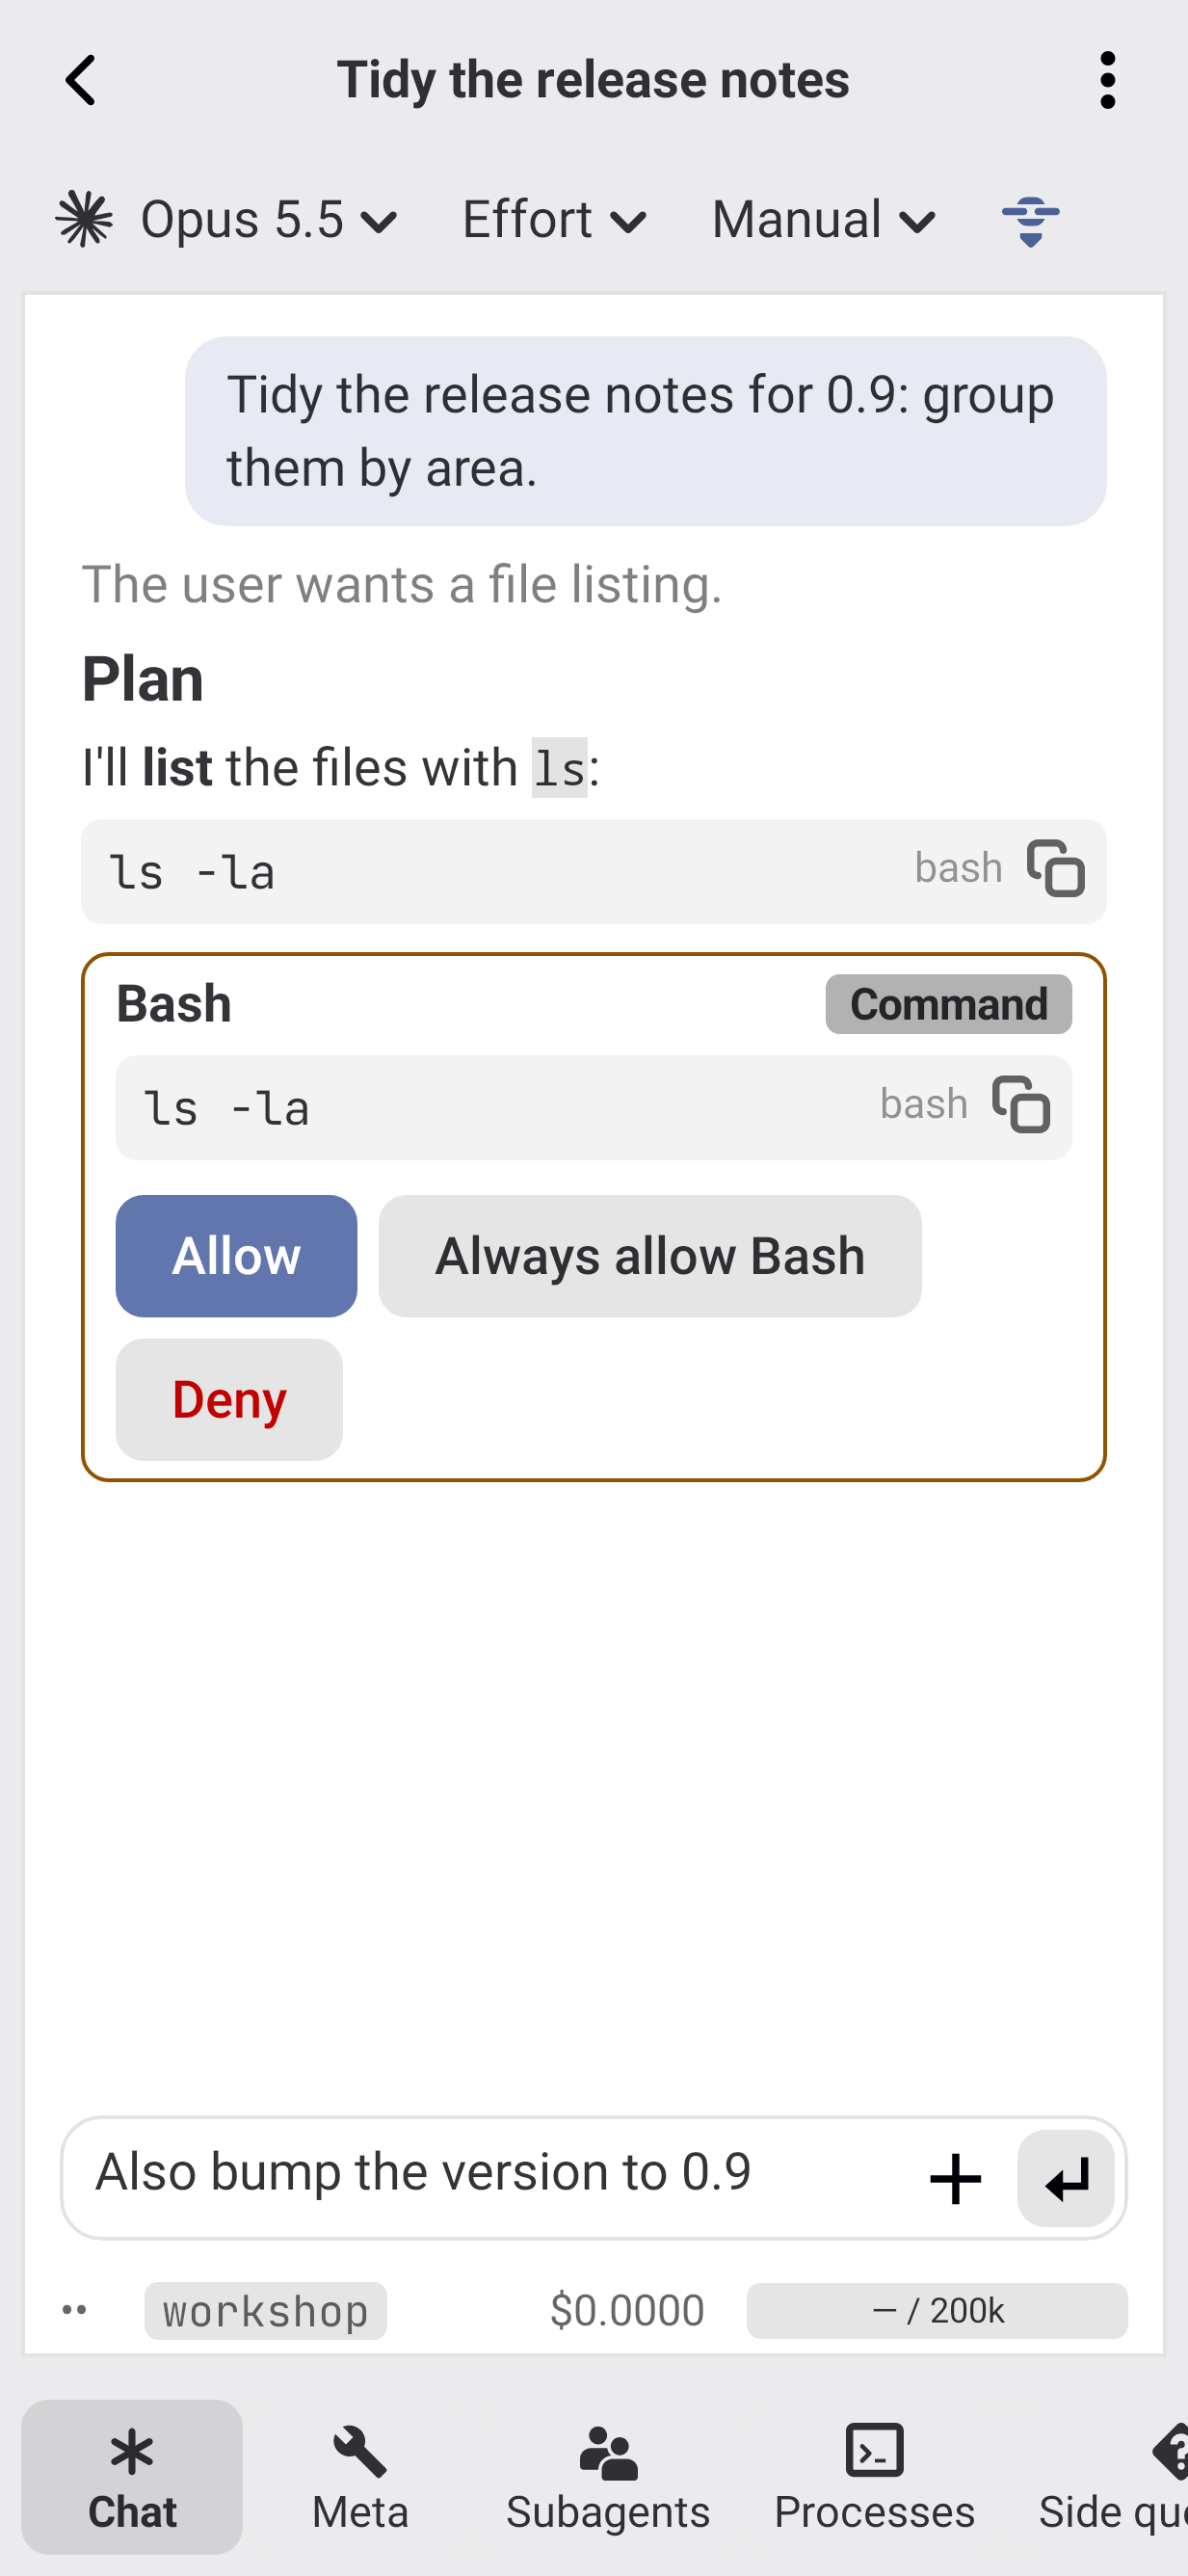 Tidy the release notes
Opus 5.5 Effort Manual
Tidy the release notes for 0.9: group
them by area.
The user wants a file listing.
Plan
I'll list the files with ls:
ls -la bash
Bash Command
ls -la bash
Allow Always allow Bash
Deny
Also bump the version to 0.9
workshop $0.0000 — / 200k
Chat Meta Subagents Processes Side